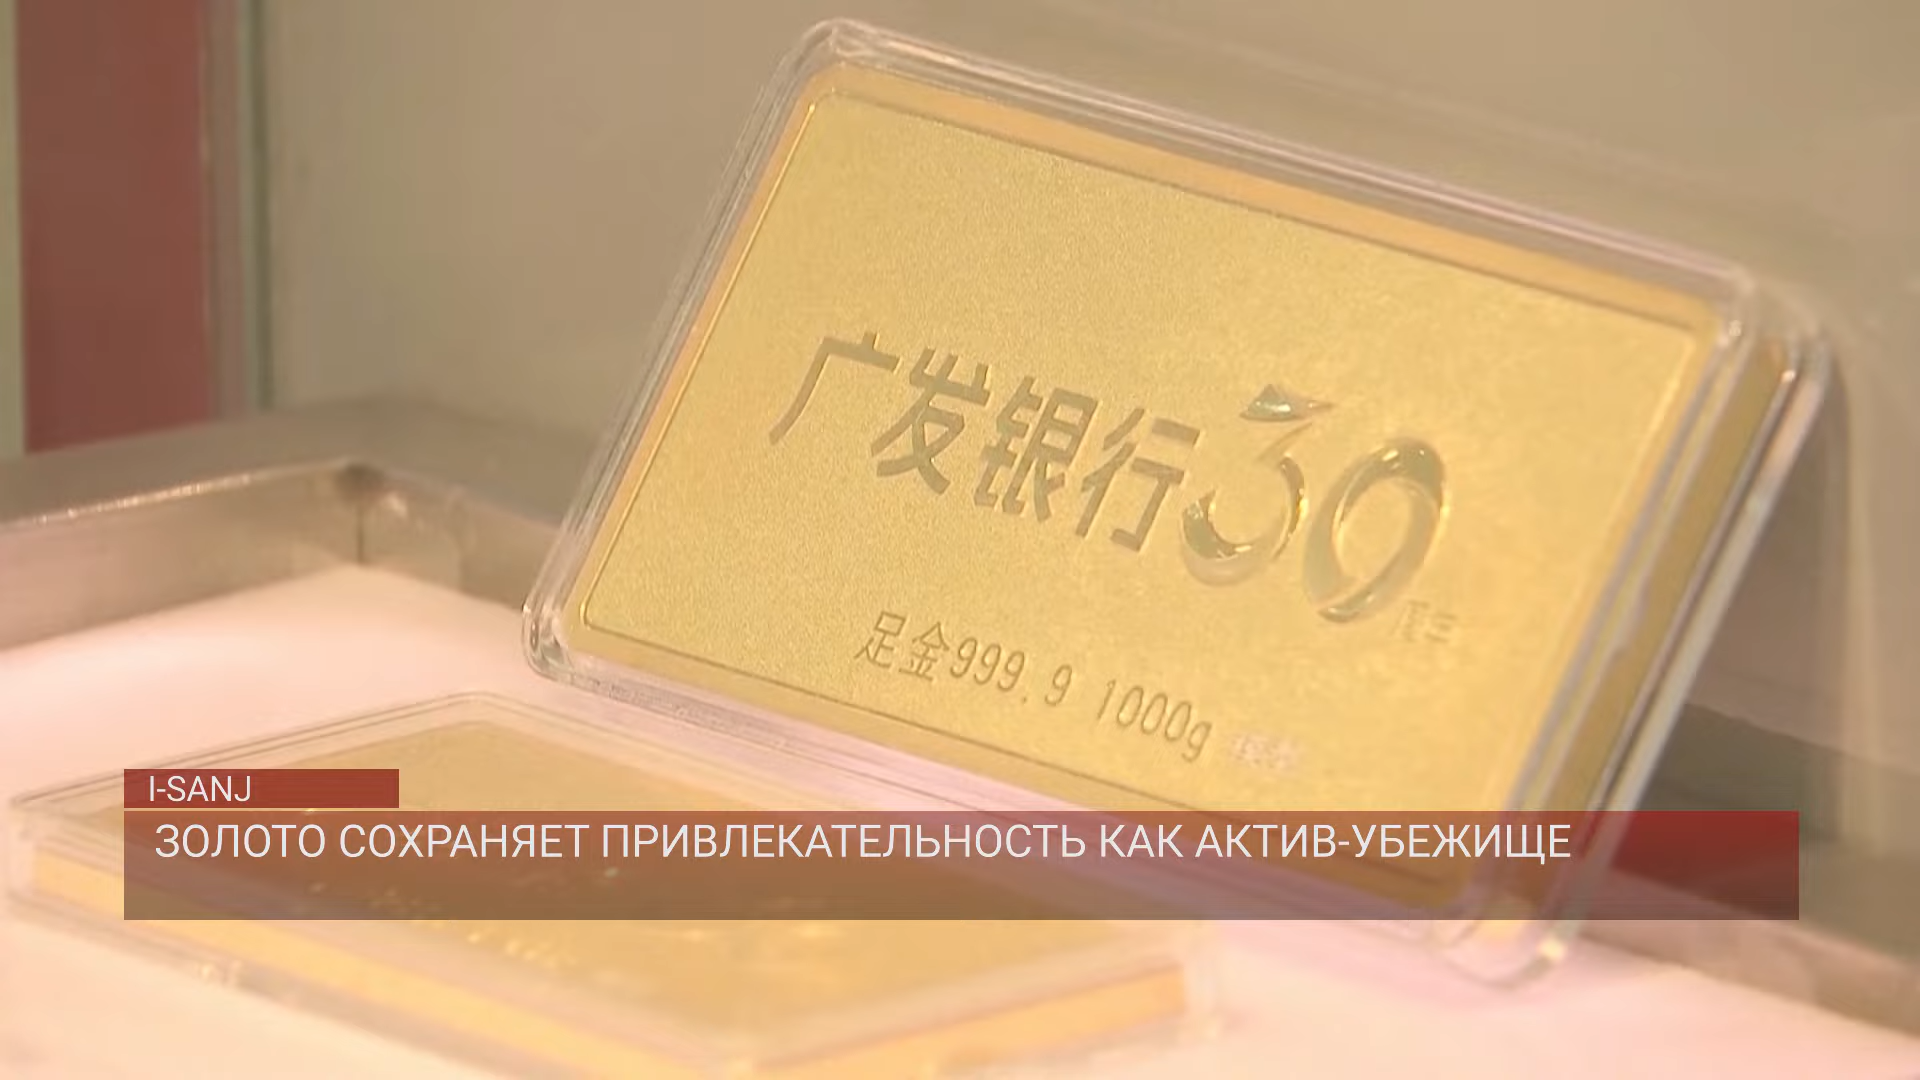 广发银行30
足金999.9 1000g
I-SANJ
ЗОЛОТО СОХРАНЯЕТ ПРИВЛЕКАТЕЛЬНОСТЬ КАК АКТИВ-УБЕЖИЩЕ